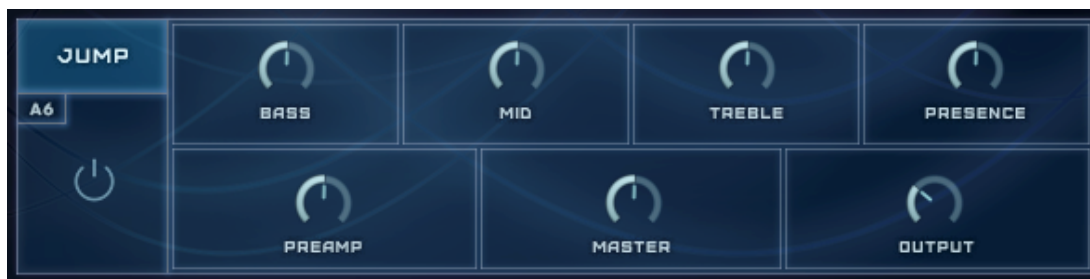 JUMP
A6
BASS
MID
TREBLE
PRESENCE
PREAMP
MASTER
OUTPUT